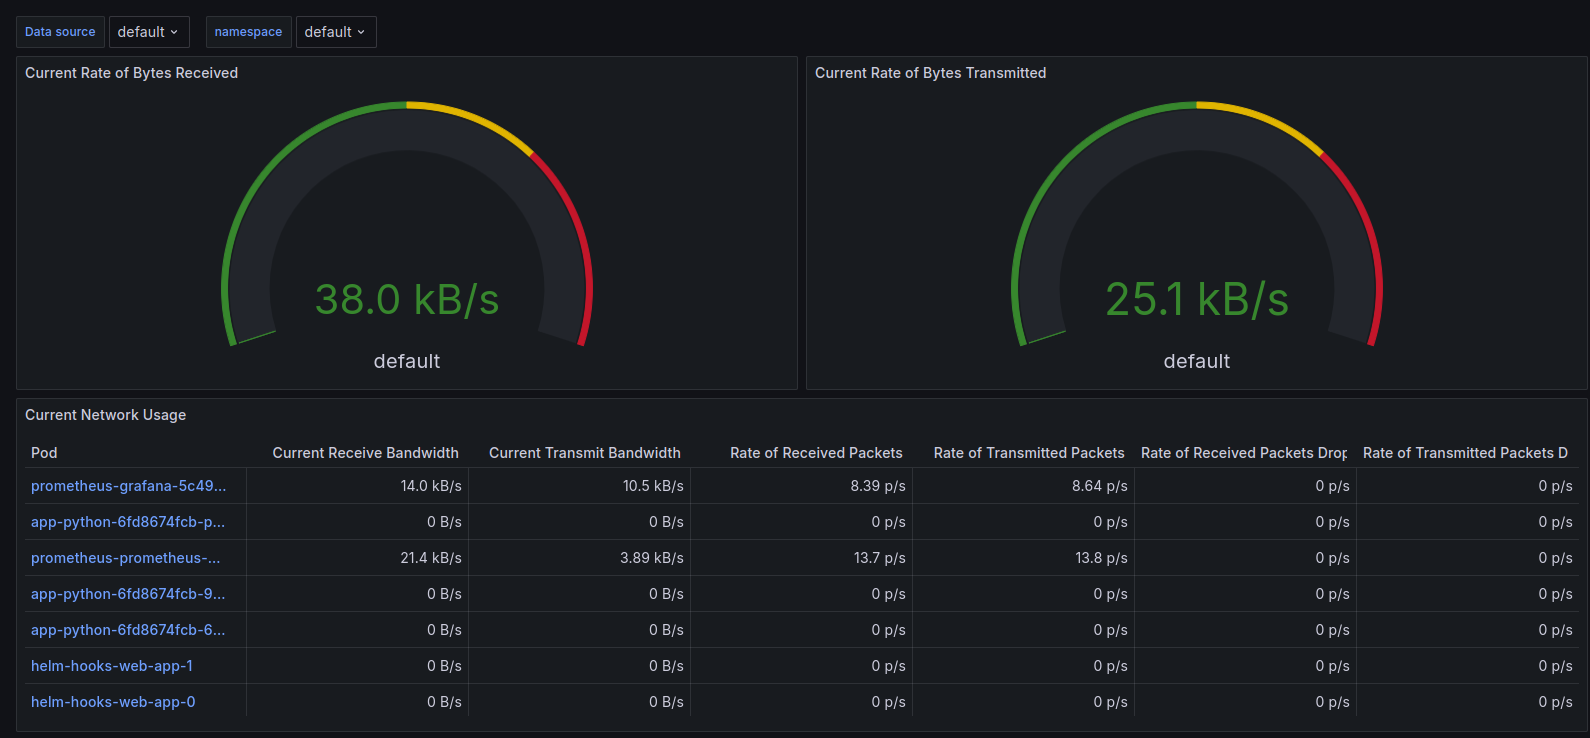 Data source default namespace default
Current Rate of Bytes Received
38.0 kB/s
default
Current Rate of Bytes Transmitted
25.1 kB/s
default
Current Network Usage
Pod Current Receive Bandwidth Current Transmit Bandwidth Rate of Received Packets Rate of Transmitted Packets Rate of Received Packets Drop Rate of Transmitted Packets D
prometheus-grafana-5c49... 14.0 kB/s 10.5 kB/s 8.39 p/s 8.64 p/s 0 p/s 0 p/s
app-python-6fd8674fcb-p... 0 B/s 0 B/s 0 p/s 0 p/s 0 p/s 0 p/s
prometheus-prometheus-... 21.4 kB/s 3.89 kB/s 13.7 p/s 13.8 p/s 0 p/s 0 p/s
app-python-6fd8674fcb-9... 0 B/s 0 B/s 0 p/s 0 p/s 0 p/s 0 p/s
app-python-6fd8674fcb-6... 0 B/s 0 B/s 0 p/s 0 p/s 0 p/s 0 p/s
helm-hooks-web-app-1 0 B/s 0 B/s 0 p/s 0 p/s 0 p/s 0 p/s
helm-hooks-web-app-0 0 B/s 0 B/s 0 p/s 0 p/s 0 p/s 0 p/s